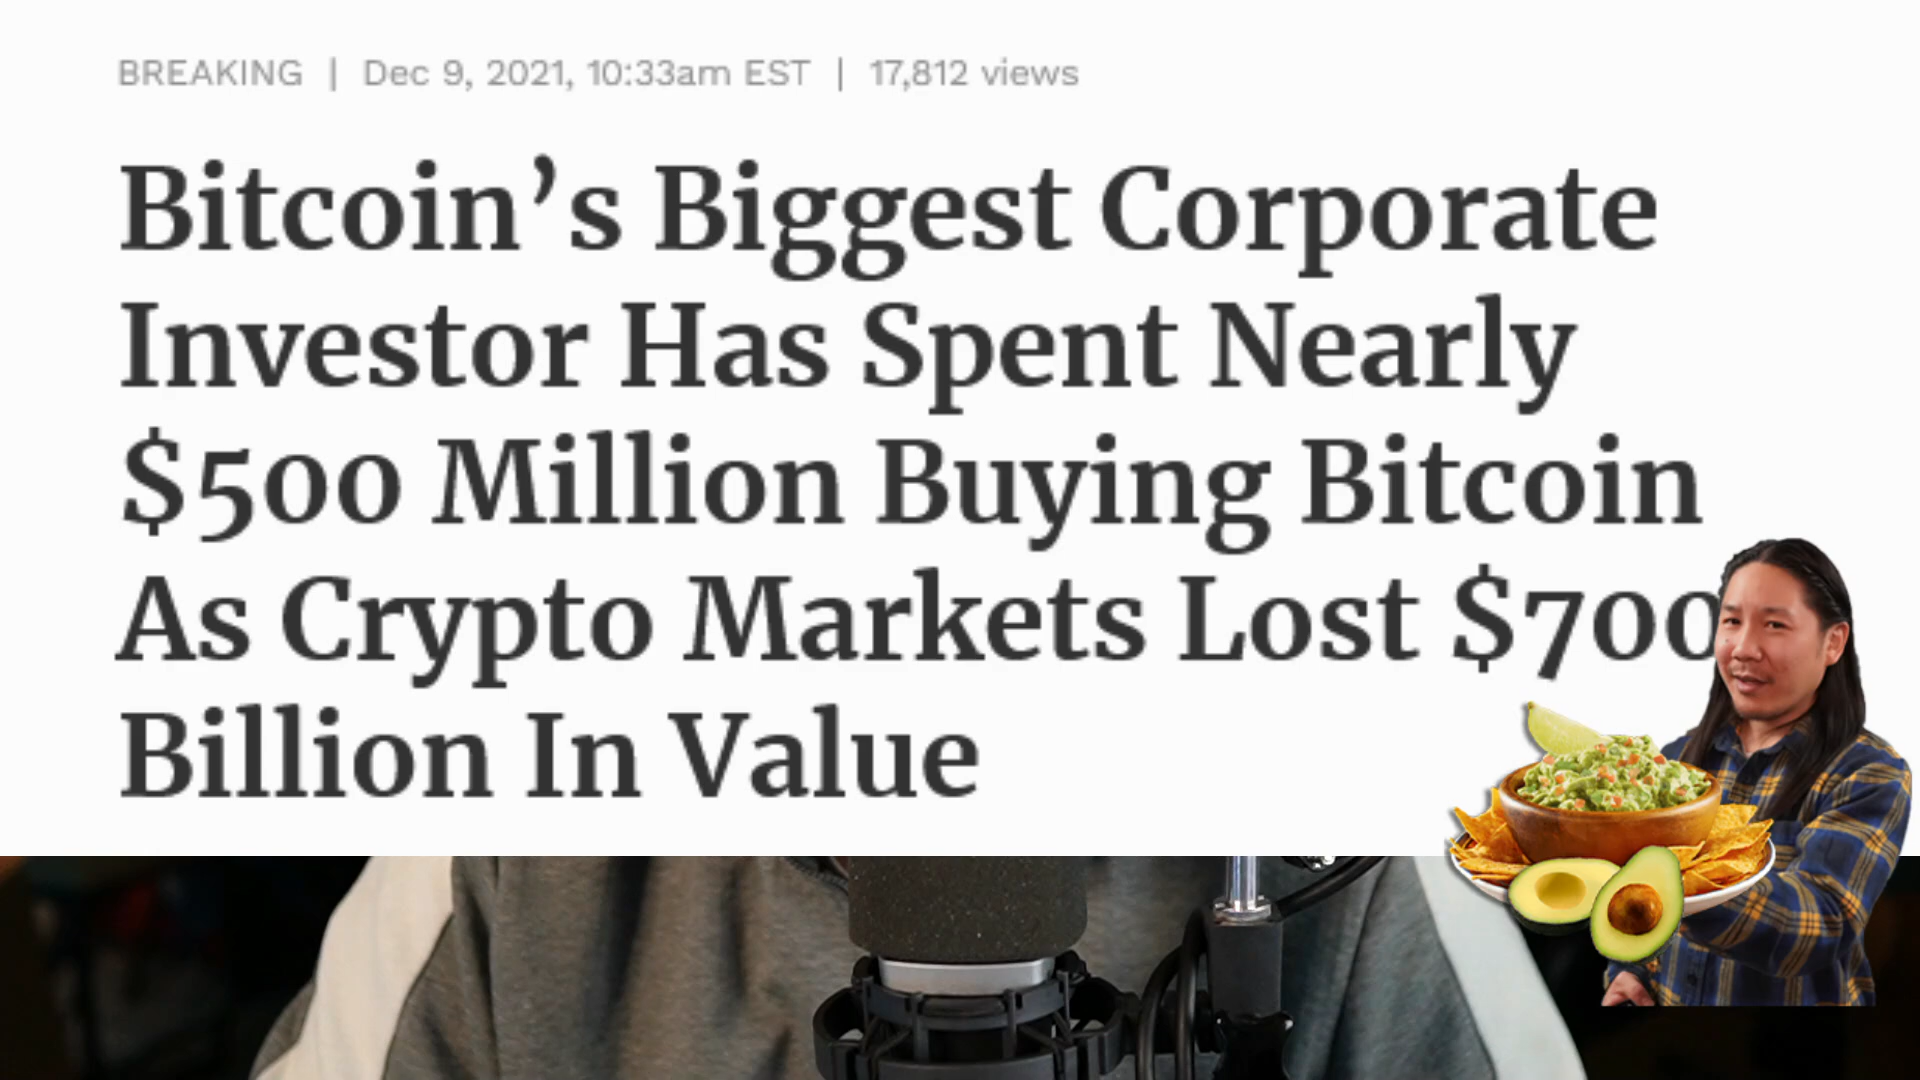 BREAKING | Dec 9, 2021, 10:33am EST | 17,812 views
Bitcoin’s Biggest Corporate
Investor Has Spent Nearly
$500 Million Buying Bitcoin
As Crypto Markets Lost $700
Billion In Value